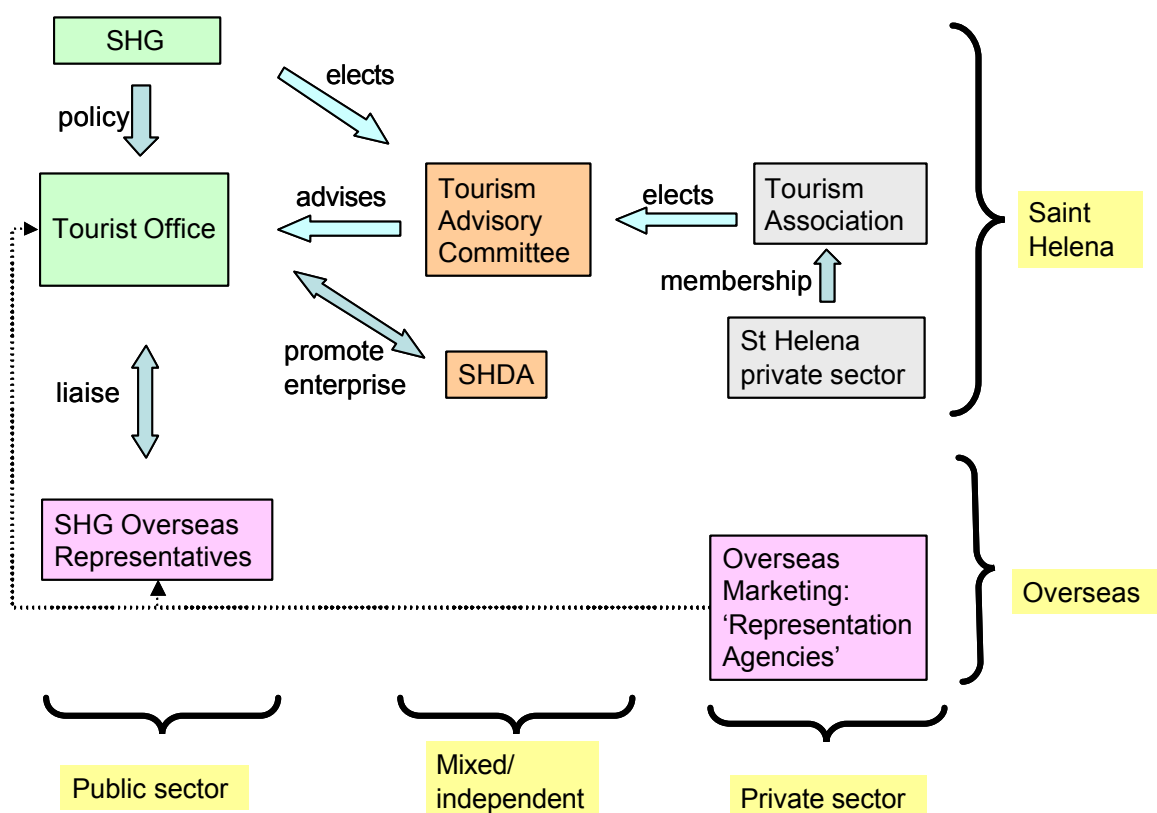 SHG
elects
policy
Tourist Office
advises
Tourism
Advisory
Committee
elects
Tourism
Association
Saint
Helena
membership
promote
enterprise
SHDA
St Helena
private sector
liaise
SHG Overseas
Representatives
Overseas
Marketing:
‘Representation
Agencies’
Overseas
Public sector
Mixed/
independent
Private sector